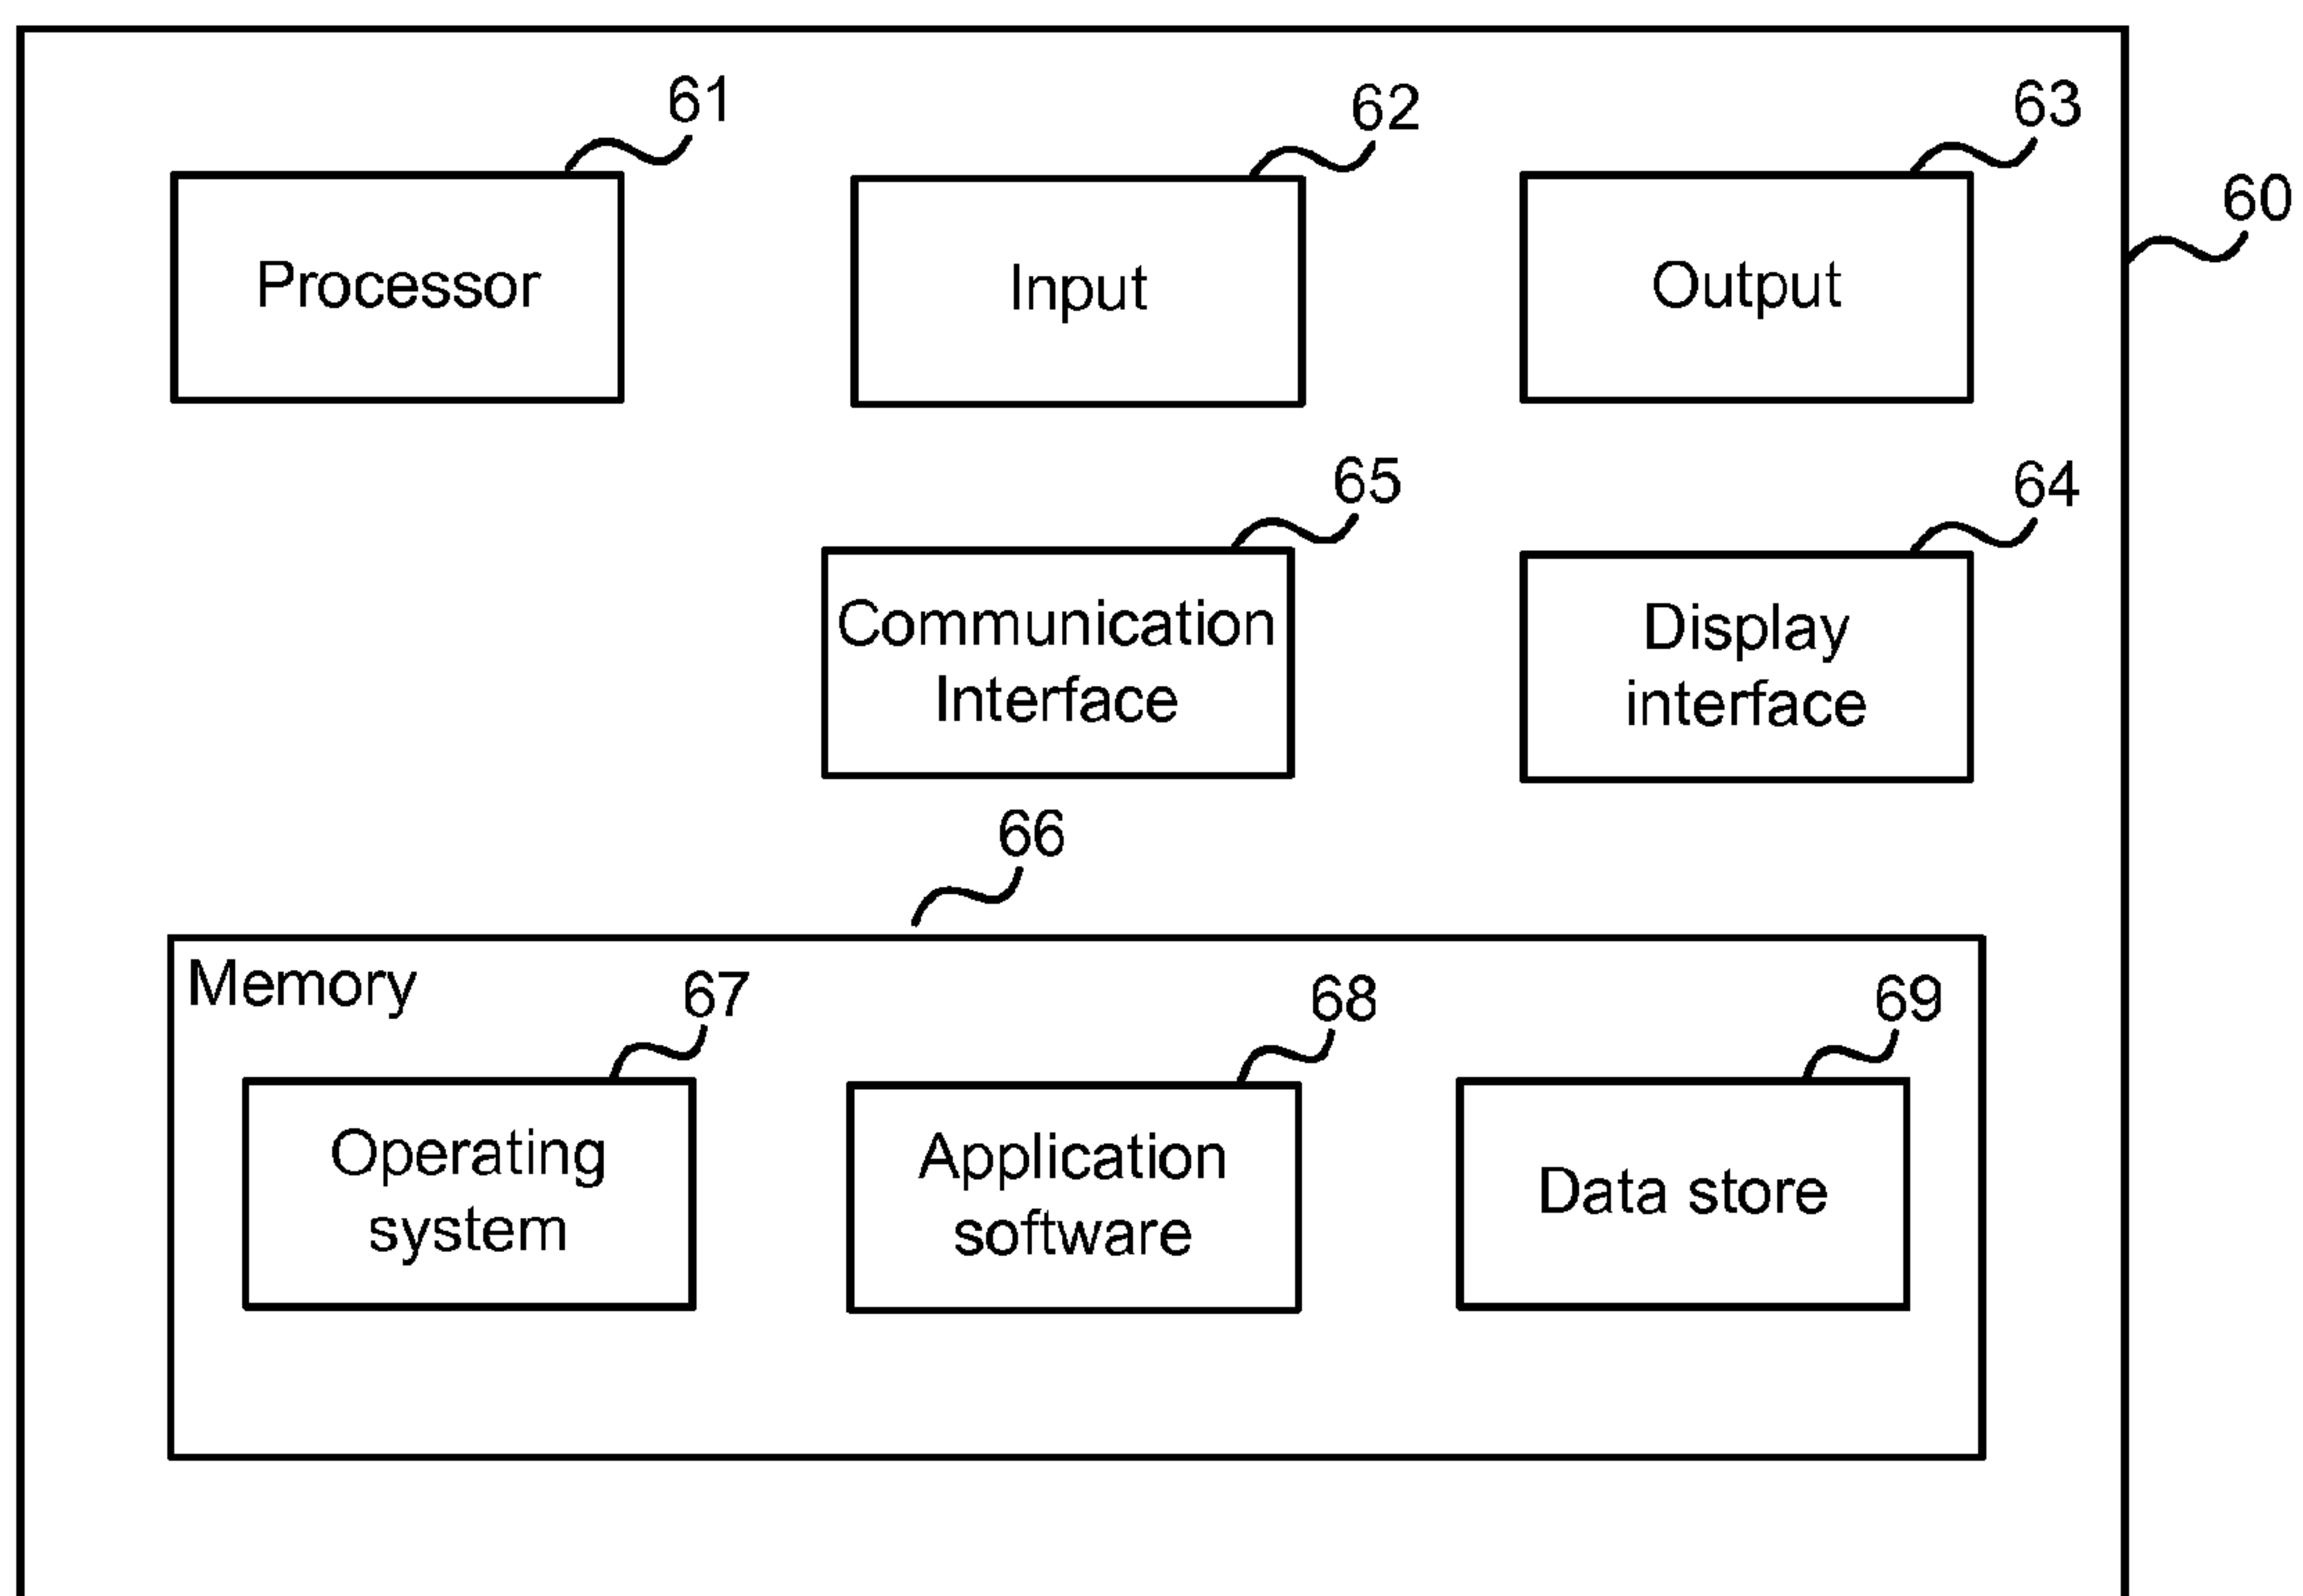 61
62
63
60
Processor
Input
Output
65
64
Communication
Interface
Display
interface
66
Memory
67
68
69
Operating
system
Application
software
Data store